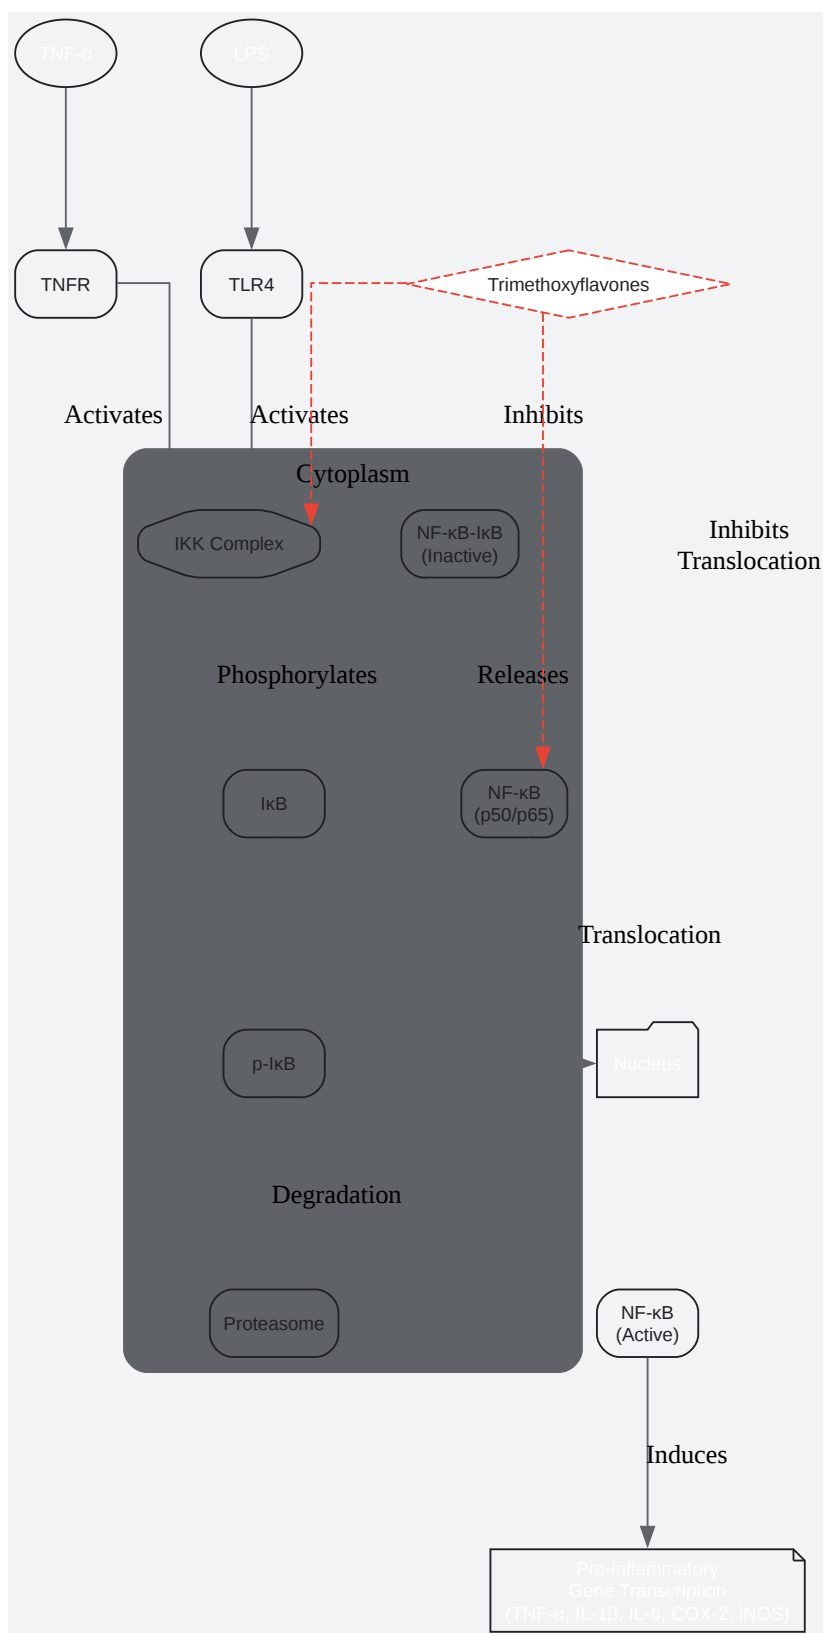 TNF-α
LPS
TNFR
TLR4
Trimethoxyflavones
Activates
Activates
Inhibits
Cytoplasm
IKK Complex
NF-κB-IκB
(Inactive)
Inhibits
Translocation
Phosphorylates
Releases
IκB
NF-κB
(p50/p65)
Translocation
p-IκB
Nucleus
Degradation
Proteasome
NF-κB
(Active)
Induces
Pro-inflammatory
Gene Transcription
(TNF-α, IL-1β, IL-6, COX-2, iNOS)